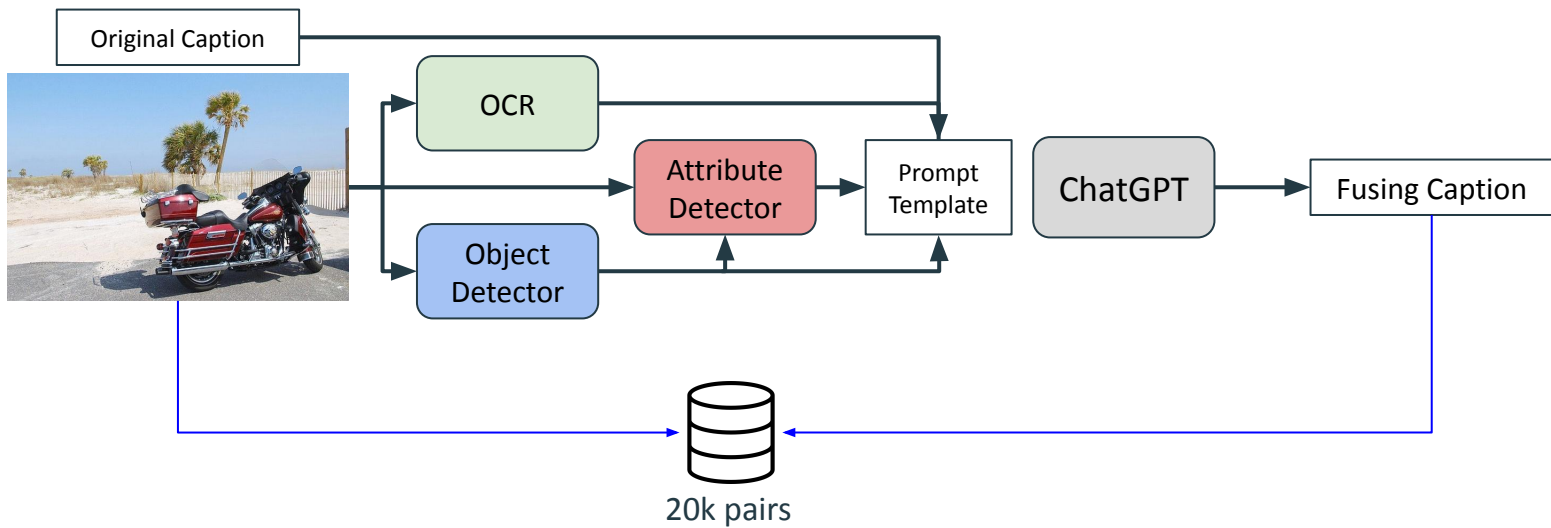 Original Caption
OCR
Attribute
Detector
Prompt
Template
ChatGPT
Fusing Caption
Object
Detector
20k pairs